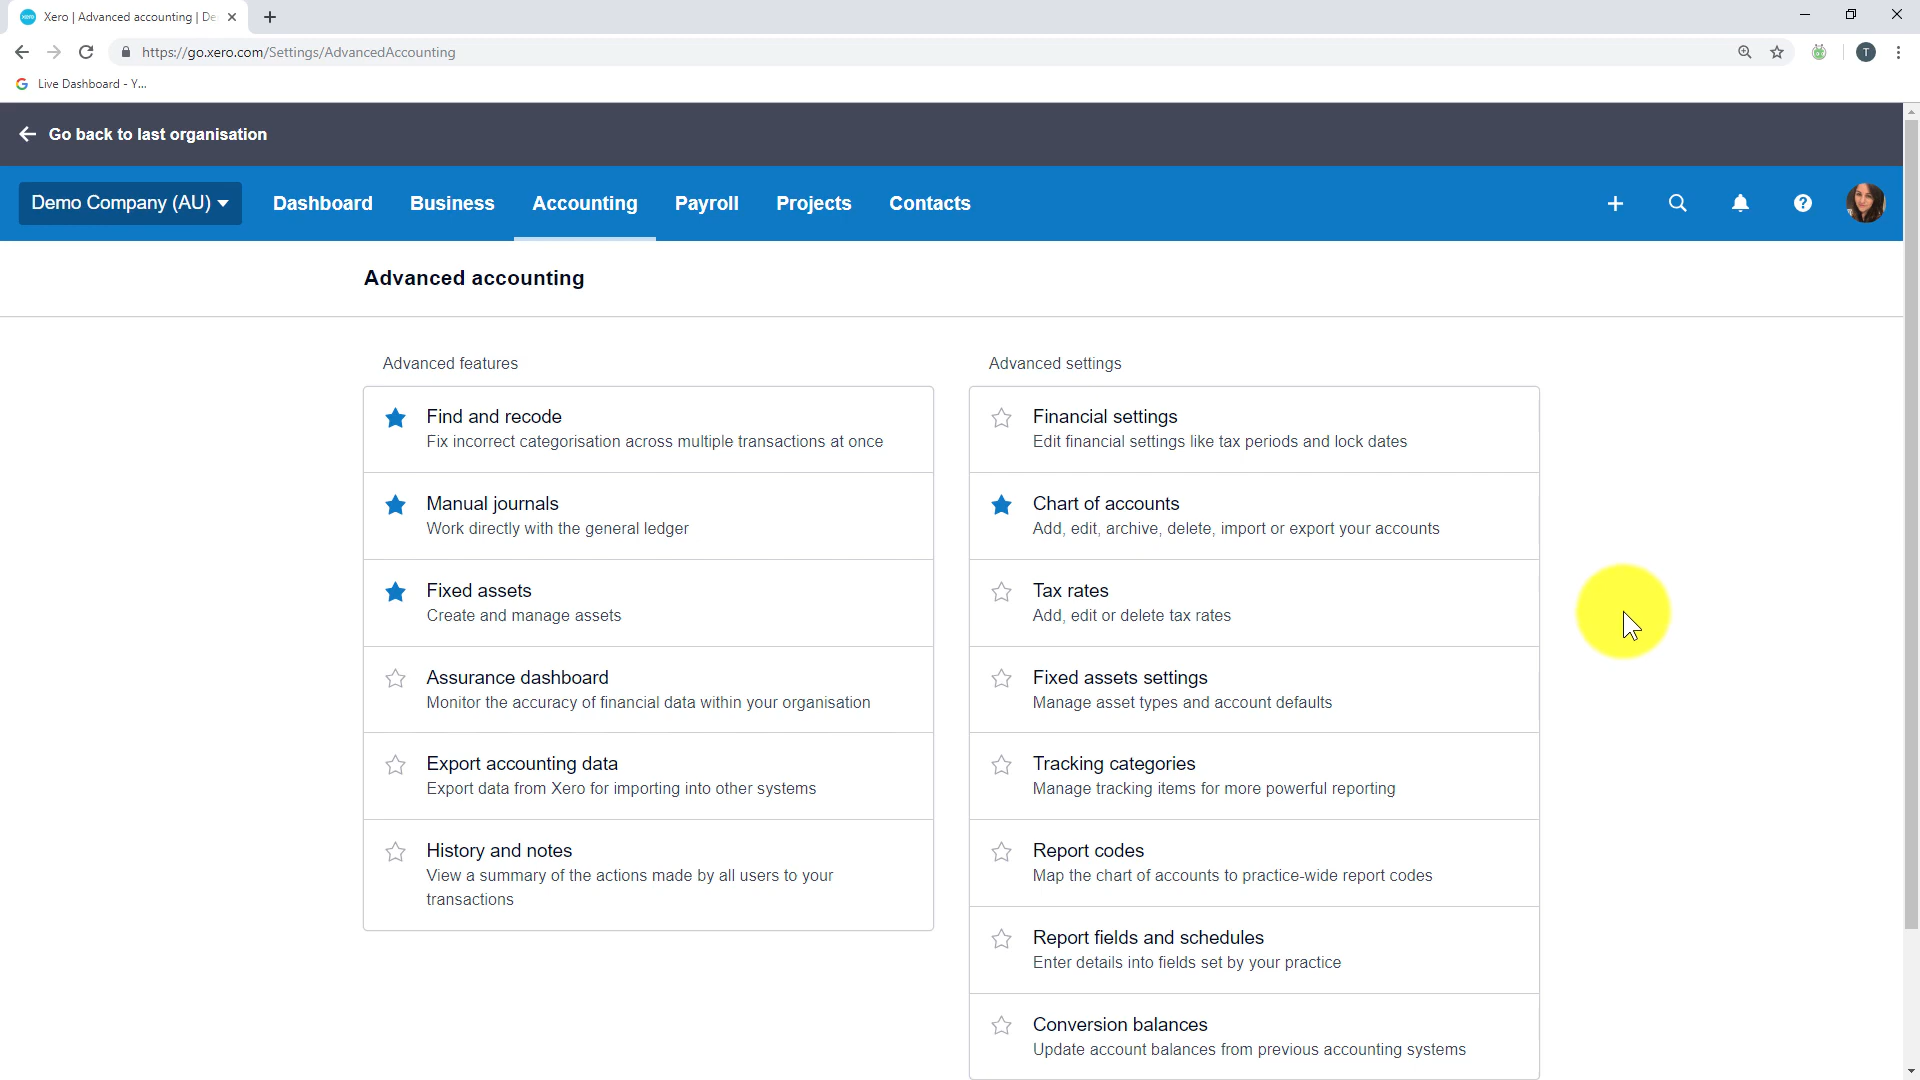 Xero | Advanced accounting | De
https://go.xero.com/Settings/AdvancedAccounting
T
Live Dashboard - Y...
Go back to last organisation
Demo Company (AU)
Dashboard
Business
Accounting
Payroll
Projects
Contacts
Advanced accounting
Advanced features
Find and recode
Fix incorrect categorisation across multiple transactions at once
Manual journals
Work directly with the general ledger
Fixed assets
Create and manage assets
Assurance dashboard
Monitor the accuracy of financial data within your organisation
Export accounting data
Export data from Xero for importing into other systems
History and notes
View a summary of the actions made by all users to your
transactions
Advanced settings
Financial settings
Edit financial settings like tax periods and lock dates
Chart of accounts
Add, edit, archive, delete, import or export your accounts
Tax rates
Add, edit or delete tax rates
Fixed assets settings
Manage asset types and account defaults
Tracking categories
Manage tracking items for more powerful reporting
Report codes
Map the chart of accounts to practice-wide report codes
Report fields and schedules
Enter details into fields set by your practice
Conversion balances
Update account balances from previous accounting systems